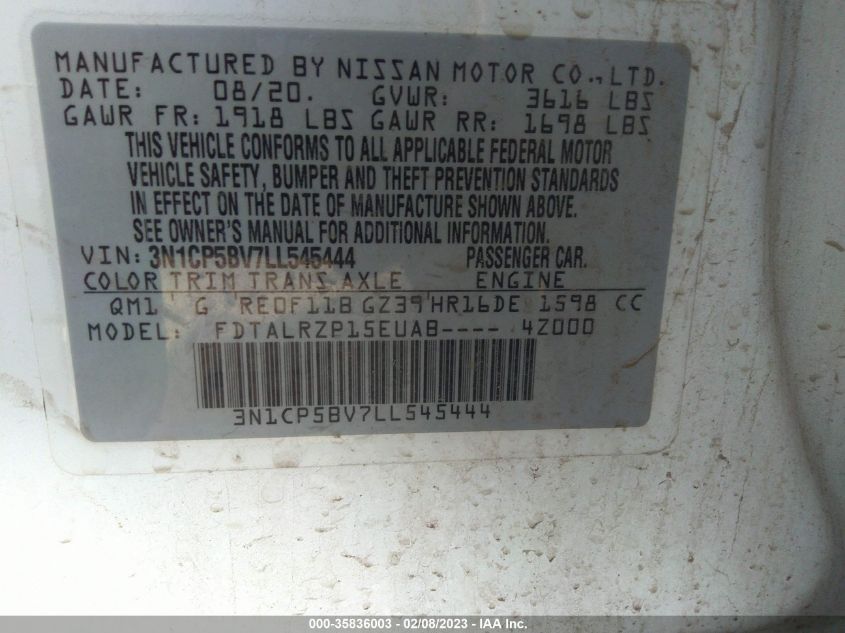 MANUFACTURED BY NISSAN MOTOR CO., LTD.
DATE: 08/20. GVWR: 3616 LBS
GAWR FR: 1918 LBS GAWR RR: 1698 LBS
THIS VEHICLE CONFORMS TO ALL APPLICABLE FEDERAL MOTOR
VEHICLE SAFETY, BUMPER AND THEFT PREVENTION STANDARDS
IN EFFECT ON THE DATE OF MANUFACTURE SHOWN ABOVE.
SEE OWNER'S MANUAL FOR ADDITIONAL INFORMATION.
VIN: 3N1CP5BV7LL545444 PASSENGER CAR.
COLOR TRIM TRANS AXLE ENGINE
QM1 G RE0F11B GZ39 HR16DE 1598 CC
MODEL: FDTALRZP15EUAB---- 4Z000
3N1CP5BV7LL545444
000-35836003 - 02/08/2023 - IAA, Inc.